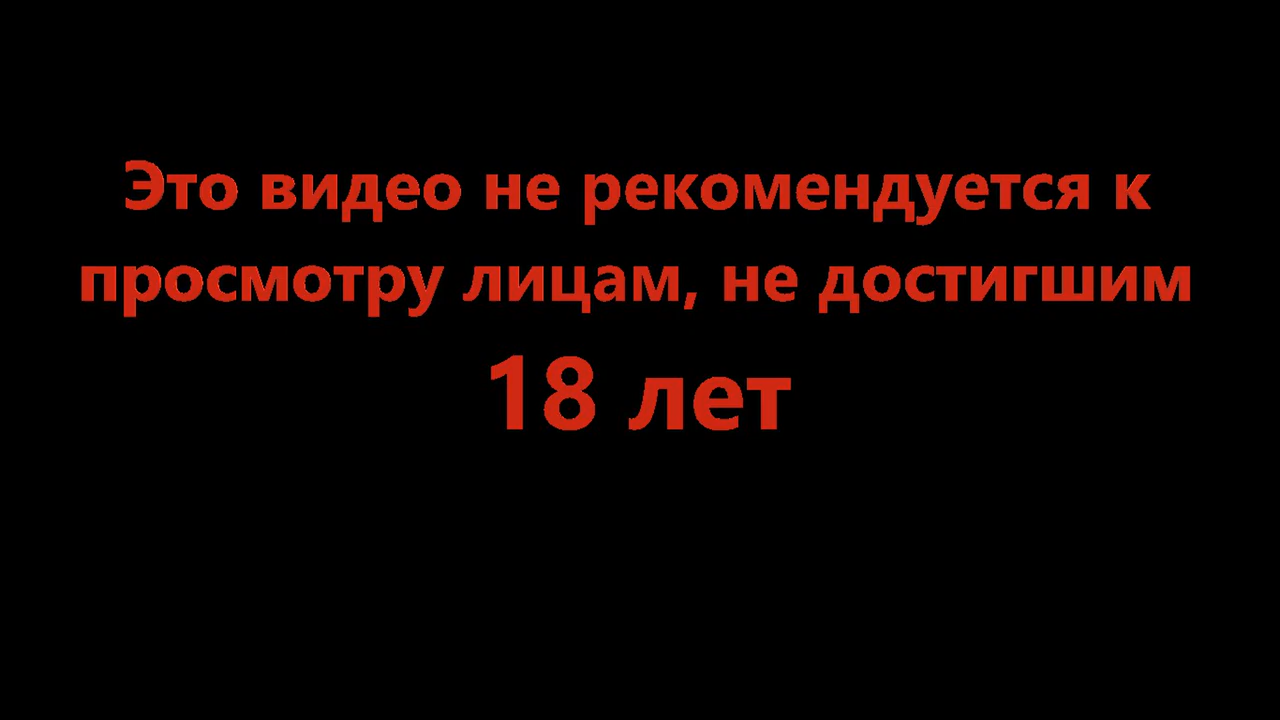 Это видео не рекомендуется к
просмотру лицам, не достигшим
18 лет